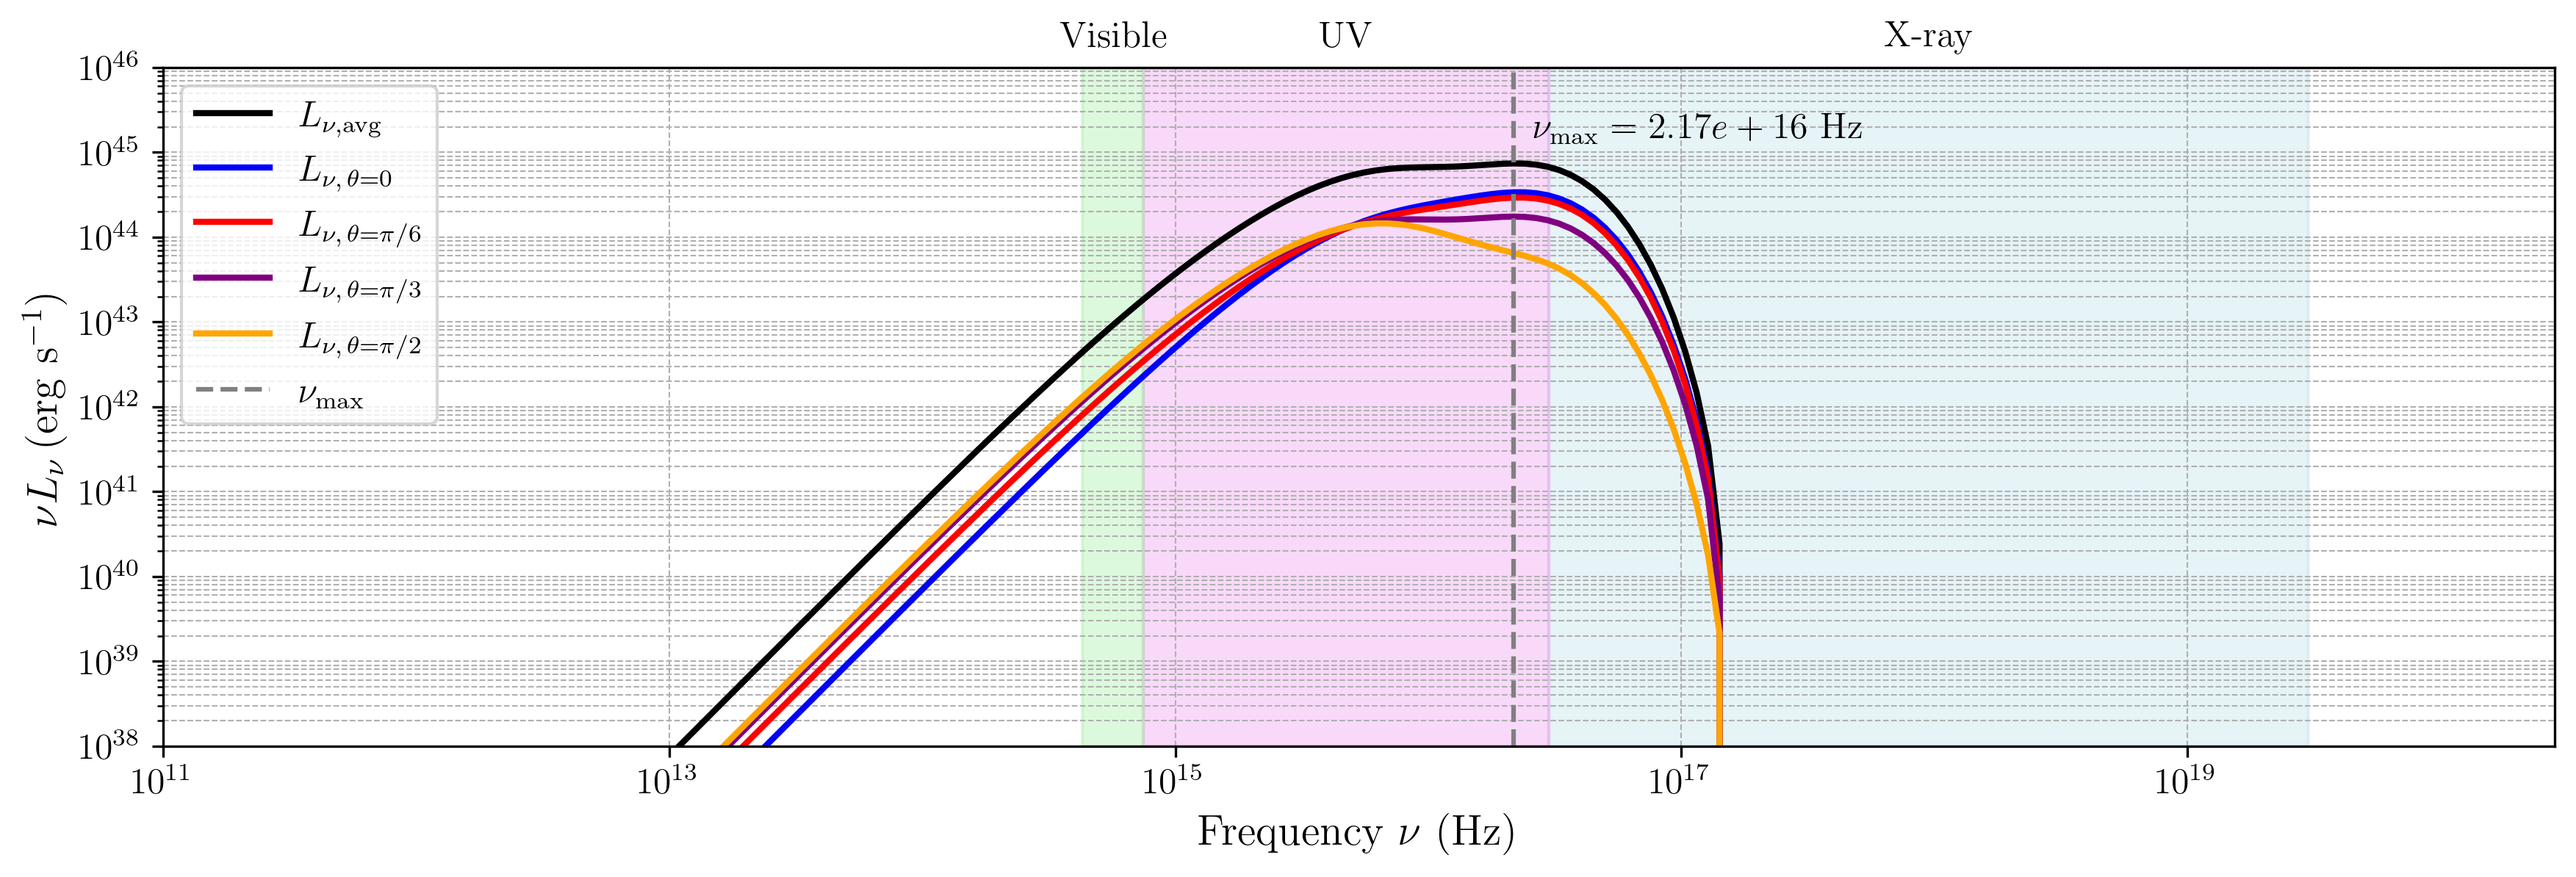 Visible UV X-ray
10^46
10^45
10^44
10^43
10^42
10^41
10^40
10^39
10^38
νL_ν (erg s^−1)
L_ν,avg
L_ν, θ=0
L_ν, θ=π/6
L_ν, θ=π/3
L_ν, θ=π/2
ν_max
ν_max = 2.17e + 16 Hz
10^11 10^13 10^15 10^17 10^19
Frequency ν (Hz)